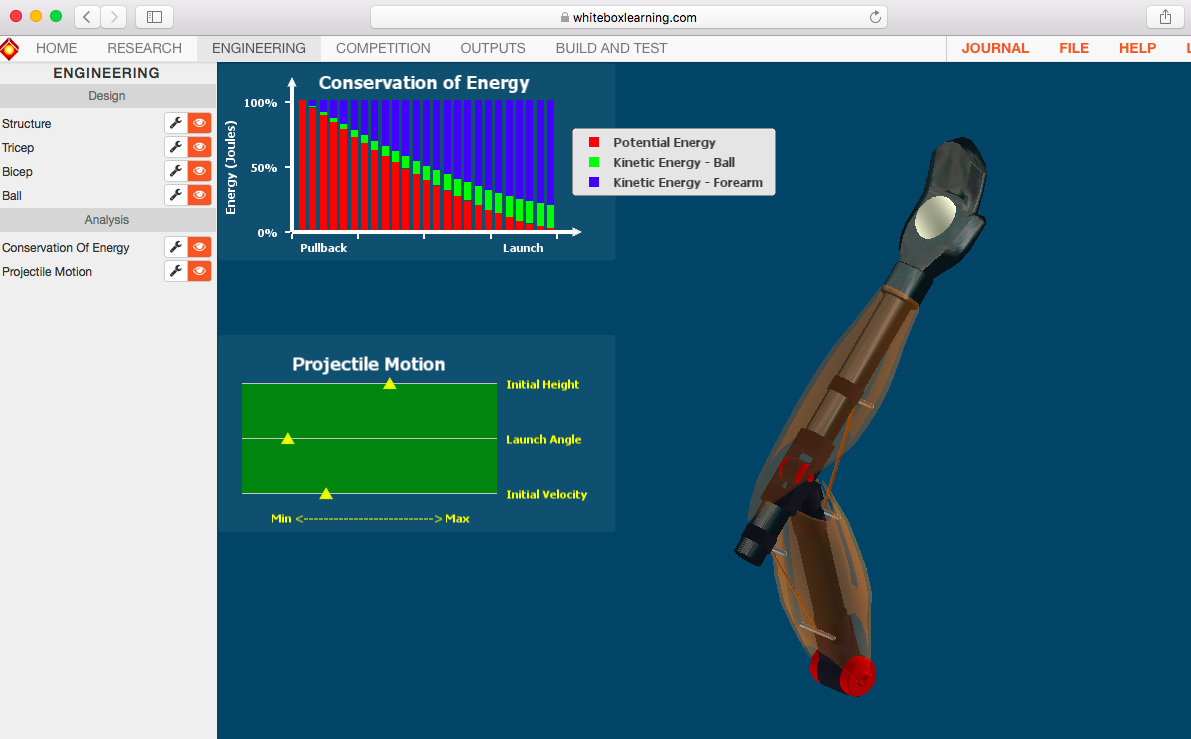 whiteboxlearning.com
HOME RESEARCH ENGINEERING COMPETITION OUTPUTS BUILD AND TEST JOURNAL FILE HELP L
ENGINEERING
Design
Structure
Tricep
Bicep
Ball
Analysis
Conservation Of Energy
Projectile Motion
Conservation of Energy
Energy (Joules)
100%
50%
0%
Pullback Launch
Potential Energy
Kinetic Energy - Ball
Kinetic Energy - Forearm
Projectile Motion
Initial Height
Launch Angle
Initial Velocity
Min <--------------------------> Max